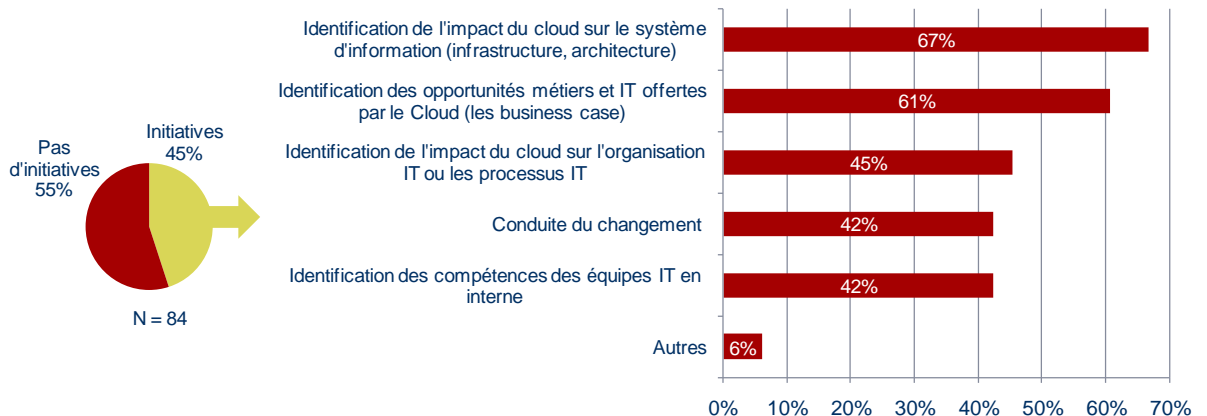 Pas
d'initiatives
55%
Initiatives
45%
N = 84
Identification de l'impact du cloud sur le système
d'information (infrastructure, architecture)
67%
Identification des opportunités métiers et IT offertes
par le Cloud (les business case)
61%
Identification de l'impact du cloud sur l'organisation
IT ou les processus IT
45%
Conduite du changement
42%
Identification des compétences des équipes IT en
interne
42%
Autres
6%
0% 10% 20% 30% 40% 50% 60% 70%